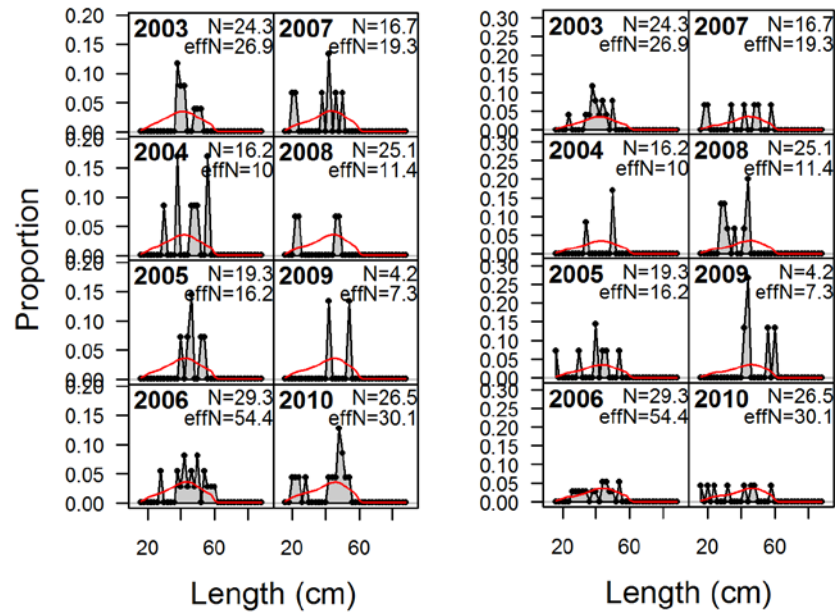 Proportion
0.20
0.15
0.10
0.05
0.00
2003 N=24.3
effN=26.9
2007 N=16.7
effN=19.3
0.20
0.15
0.10
0.05
0.00
2004 N=16.2
effN=10
2008 N=25.1
effN=11.4
0.20
0.15
0.10
0.05
0.00
2005 N=19.3
effN=16.2
2009 N=4.2
effN=7.3
0.20
0.15
0.10
0.05
0.00
2006 N=29.3
effN=54.4
2010 N=26.5
effN=30.1
20 60 20 60
Length (cm)
0.30
0.25
0.20
0.15
0.10
0.05
0.00
2003 N=24.3
effN=26.9
2007 N=16.7
effN=19.3
0.30
0.25
0.20
0.15
0.10
0.05
0.00
2004 N=16.2
effN=10
2008 N=25.1
effN=11.4
0.30
0.25
0.20
0.15
0.10
0.05
0.00
2005 N=19.3
effN=16.2
2009 N=4.2
effN=7.3
0.30
0.25
0.20
0.15
0.10
0.05
0.00
2006 N=29.3
effN=54.4
2010 N=26.5
effN=30.1
20 60 20 60
Length (cm)